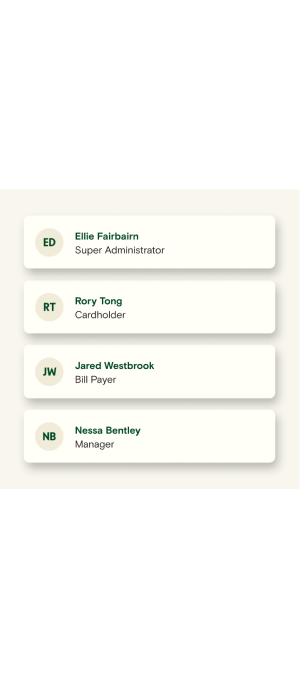 ED
Ellie Fairbairn
Super Administrator
RT
Rory Tong
Cardholder
JW
Jared Westbrook
Bill Payer
NB
Nessa Bentley
Manager